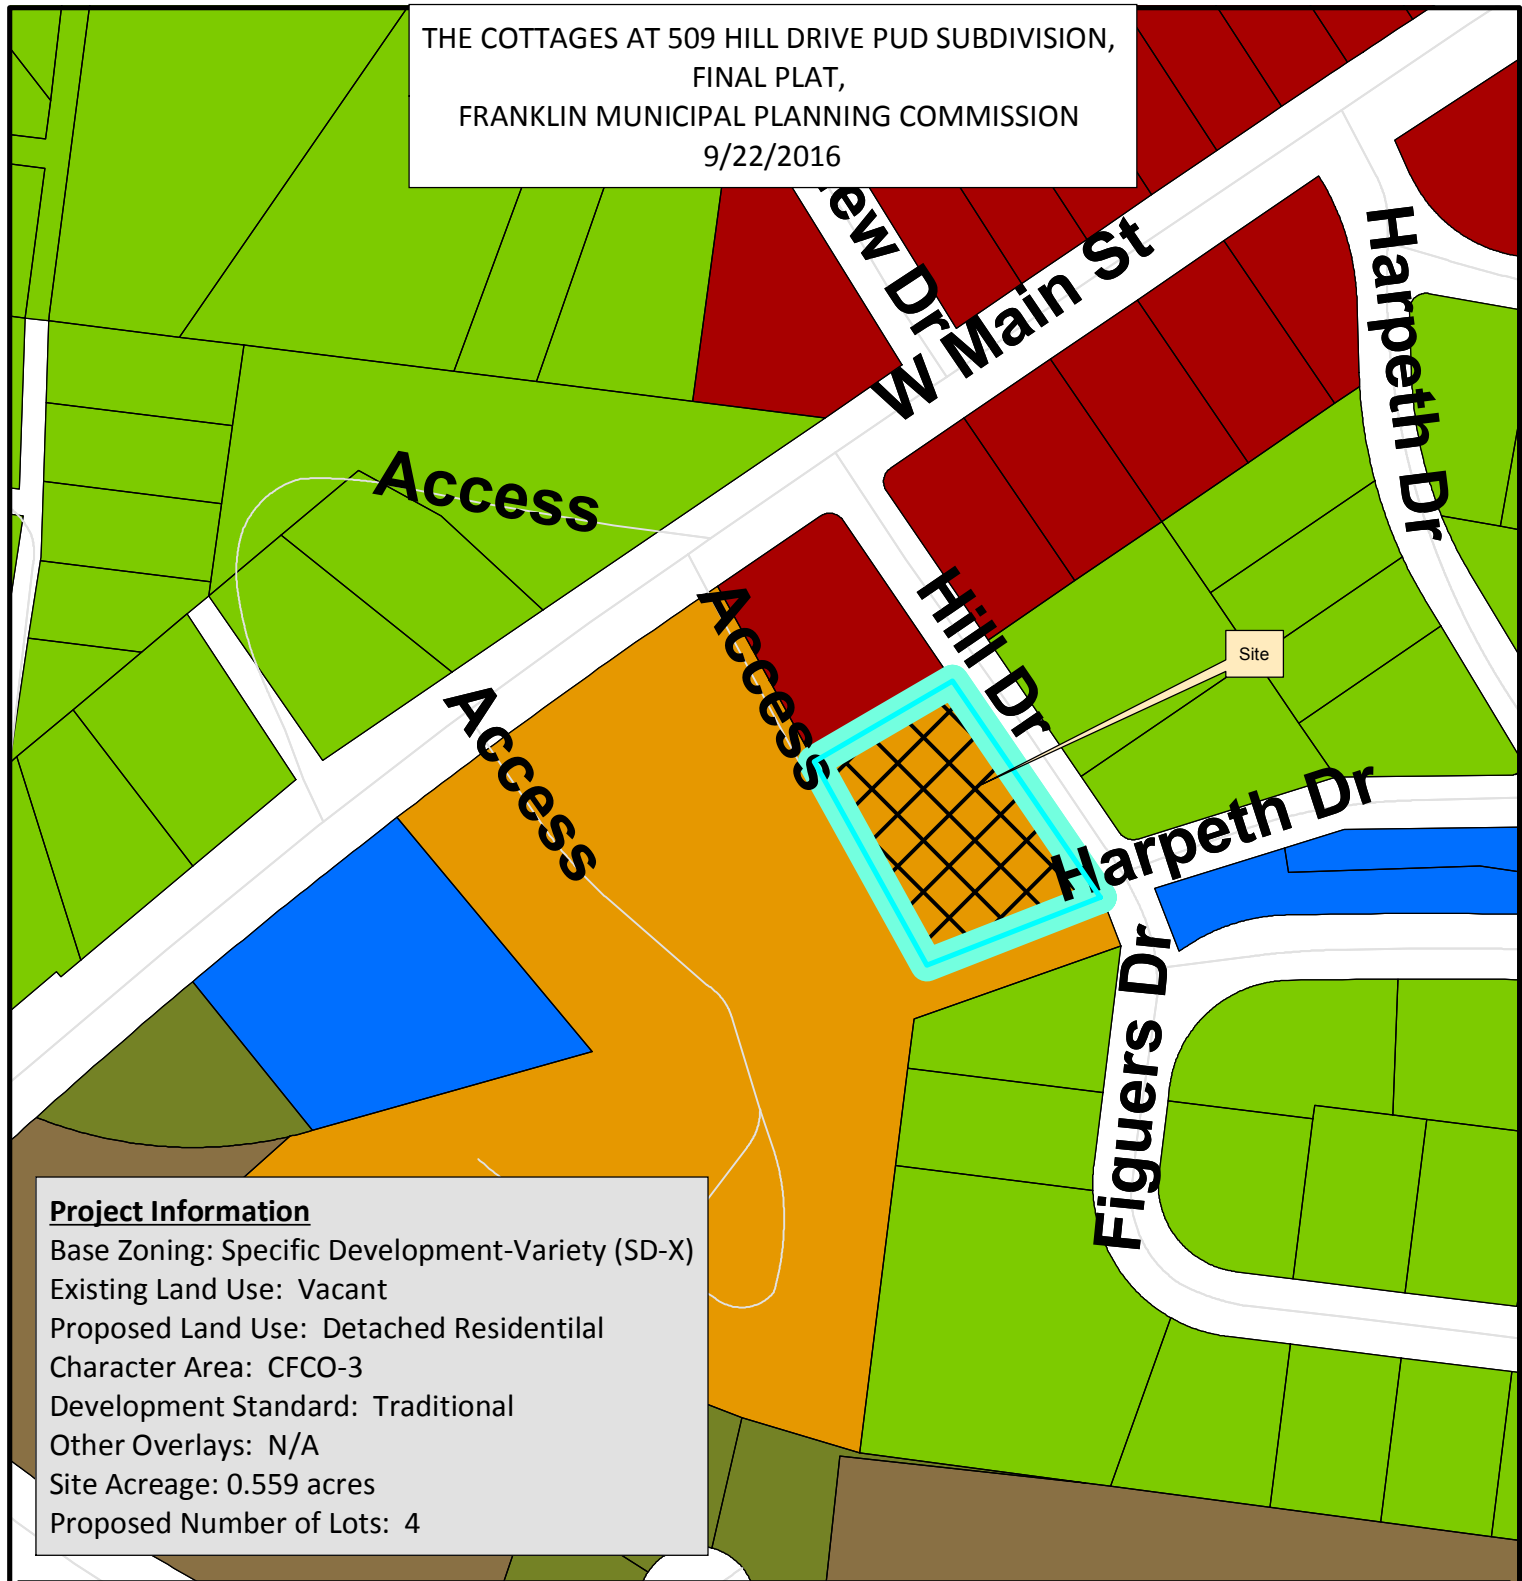 THE COTTAGES AT 509 HILL DRIVE PUD SUBDIVISION,
FINAL PLAT,
FRANKLIN MUNICIPAL PLANNING COMMISSION
9/22/2016
Dr
W Main St
Harpeth Dr
Access
Hill Dr
Access
Site
Access
Harpeth Dr
Figuers Dr
Project Information
Base Zoning: Specific Development-Variety (SD-X)
Existing Land Use: Vacant
Proposed Land Use: Detached Residentilal
Character Area: CFCO-3
Development Standard: Traditional
Other Overlays: N/A
Site Acreage: 0.559 acres
Proposed Number of Lots: 4